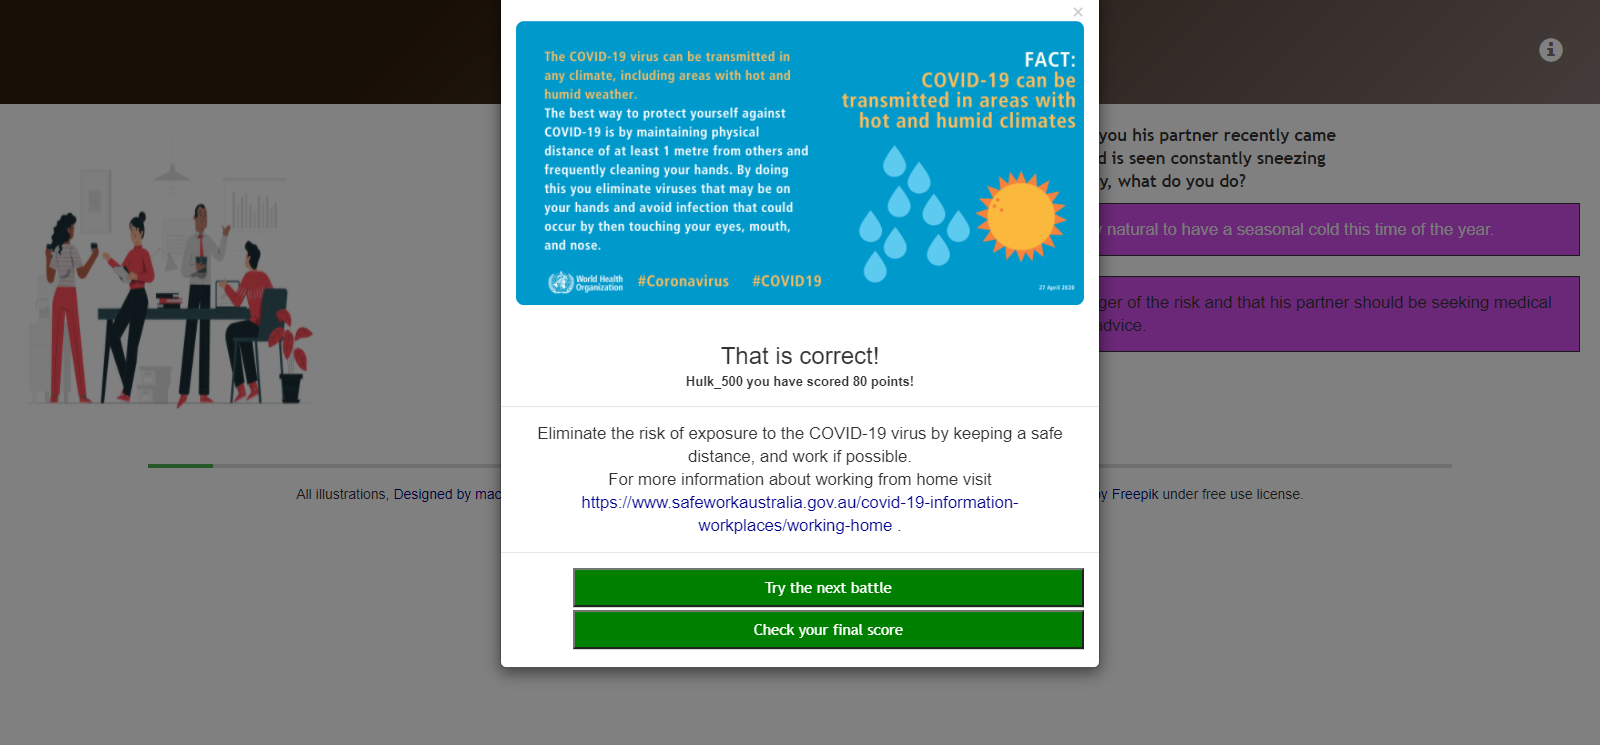 ×
The COVID-19 virus can be transmitted in
any climate, including areas with hot and
humid weather.
The best way to protect yourself against
COVID-19 is by maintaining physical
distance of at least 1 metre from others and
frequently cleaning your hands. By doing
this you eliminate viruses that may be on
your hands and avoid infection that could
occur by then touching your eyes, mouth,
and nose.
FACT:
COVID-19 can be
transmitted in areas with
hot and humid climates
World Health
Organization
#Coronavirus #COVID19
27 April 2020
That is correct!
Hulk_500 you have scored 80 points!
Eliminate the risk of exposure to the COVID-19 virus by keeping a safe
distance, and work if possible.
For more information about working from home visit
https://www.safeworkaustralia.gov.au/covid-19-information-
workplaces/working-home .
Try the next battle
Check your final score
you his partner recently came
is seen constantly sneezing
what do you do?
natural to have a seasonal cold this time of the year.
of the risk and that his partner should be seeking medical
advice.
All illustrations, Designed by
Freepik under free use license.